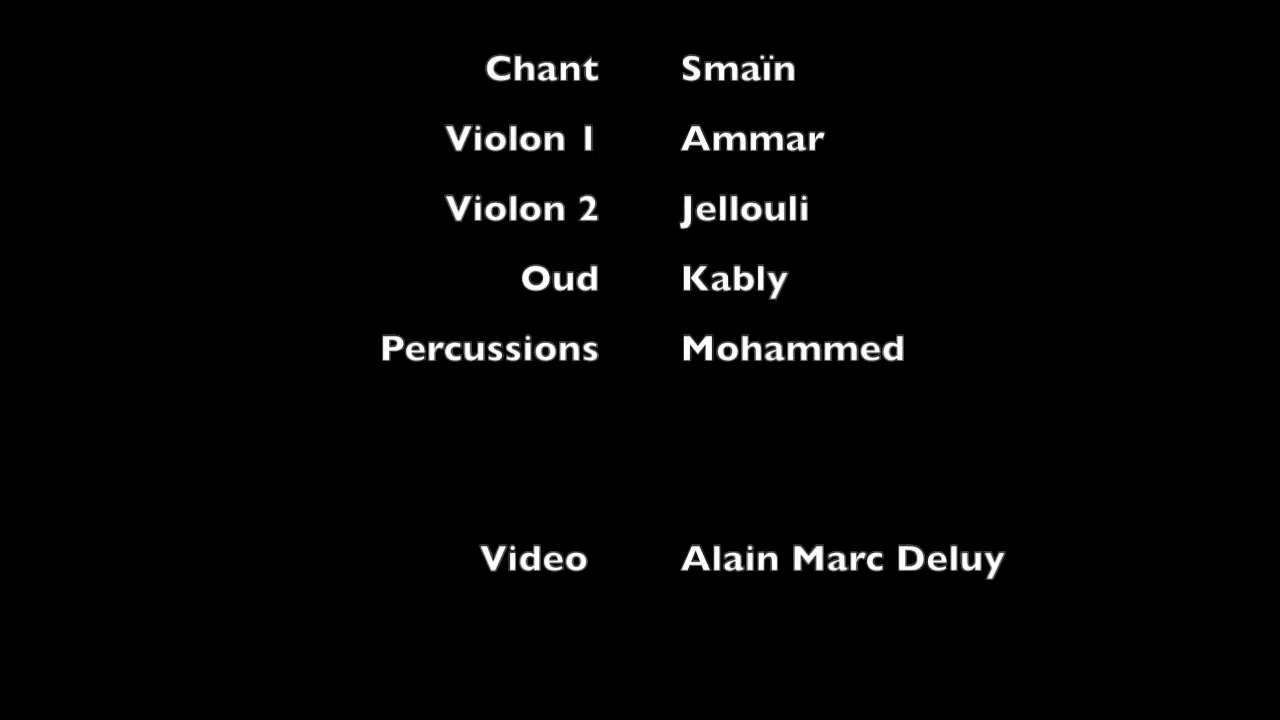 Chant Smaïn
Violon 1 Ammar
Violon 2 Jellouli
Oud Kably
Percussions Mohammed
Video Alain Marc Deluy